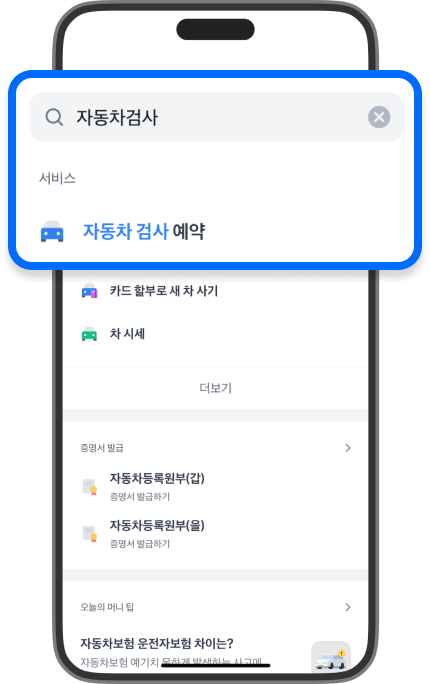 자동차검사
서비스
자동차 검사 예약
카드 할부로 새 차 사기
차 시세
더보기
증명서 발급
자동차등록원부(갑)
증명서 발급하기
자동차등록원부(을)
증명서 발급하기
오늘의 머니 팁
자동차보험 운전자보험 차이는?
자동차보험 예기치 못하게 발생하는 사고에